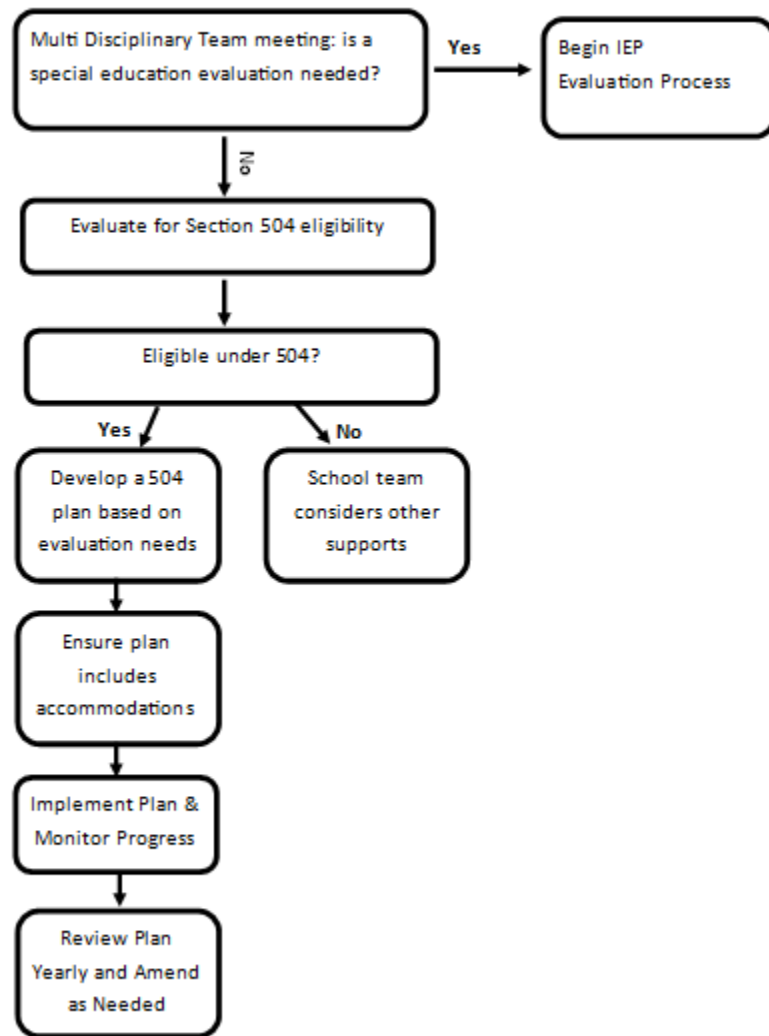 Multi Disciplinary Team meeting: is a
special education evaluation needed?
Yes
Begin IEP
Evaluation Process
No
Evaluate for Section 504 eligibility
Eligible under 504?
Yes
No
Develop a 504
plan based on
evaluation needs
School team
considers other
supports
Ensure plan
includes
accommodations
Implement Plan &
Monitor Progress
Review Plan
Yearly and Amend
as Needed